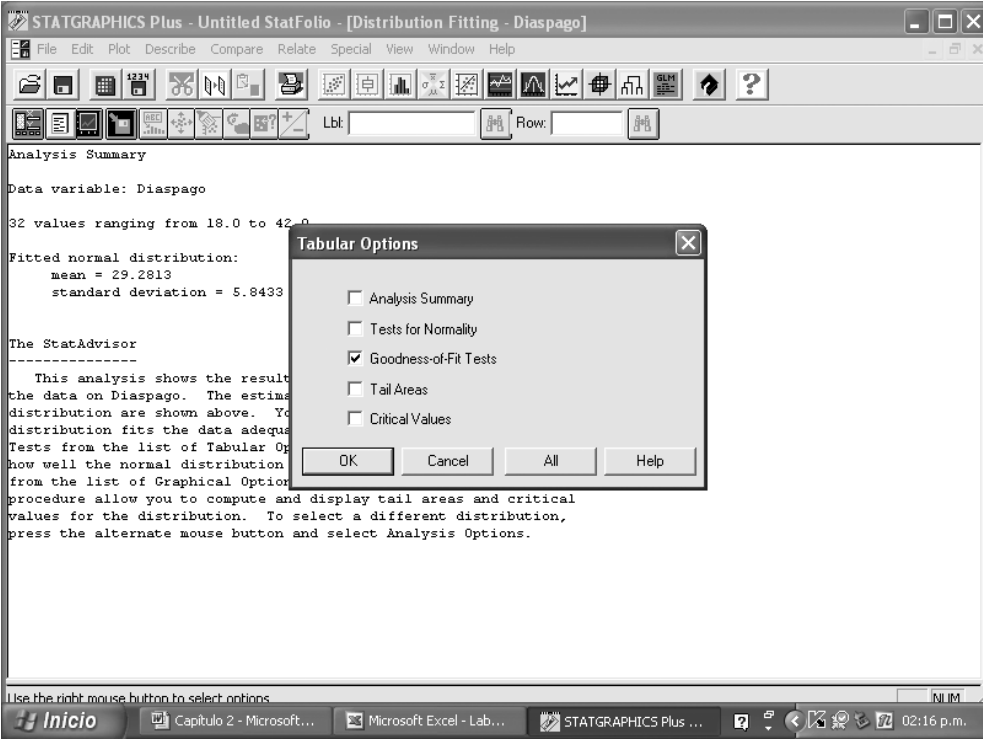 STATGRAPHICS Plus - Untitled StatFolio - [Distribution Fitting - Diaspago]
File Edit Plot Describe Compare Relate Special View Window Help
Lbl: Row:
Analysis Summary
Data variable: Diaspago
32 values ranging from 18.0 to 42.0
Fitted normal distribution:
mean = 29.2813
standard deviation = 5.8433
The StatAdvisor
---------------
This analysis shows the result
the data on Diaspago. The estima
distribution are shown above. Yo
distribution fits the data adequa
Tests from the list of Tabular Op
how well the normal distribution
from the list of Graphical Option
procedure allow you to compute and display tail areas and critical
values for the distribution. To select a different distribution,
press the alternate mouse button and select Analysis Options.
Tabular Options
Analysis Summary
Tests for Normality
Goodness-of-Fit Tests
Tail Areas
Critical Values
OK Cancel All Help
Use the right mouse button to select options
NUM
Inicio Capítulo 2 - Microsoft... Microsoft Excel - Lab... STATGRAPHICS Plus ... 02:16 p.m.